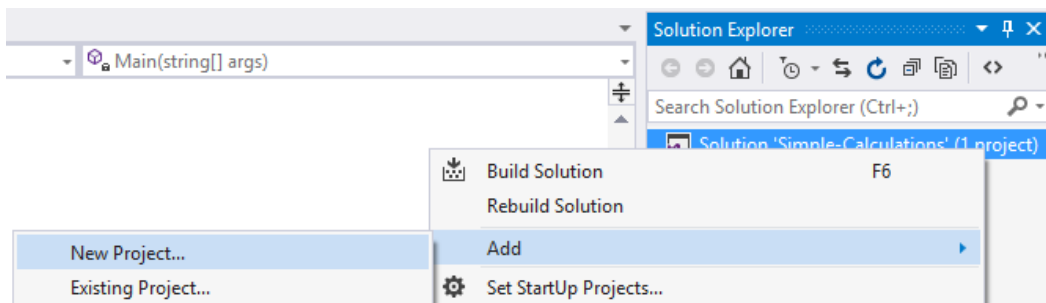 Solution Explorer
Main(string[] args)
Search Solution Explorer (Ctrl+;)
Solution 'Simple-Calculations' (1 project)
Build Solution F6
Rebuild Solution
Add
New Project...
Existing Project...
Set StartUp Projects...